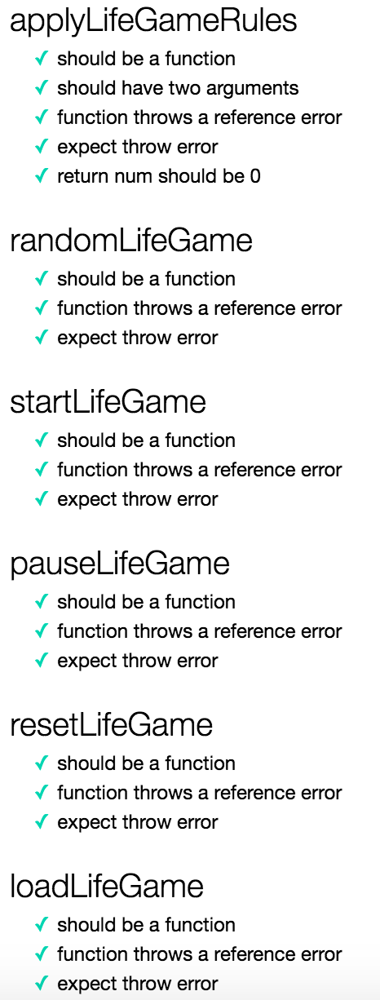 applyLifeGameRules
✓ should be a function
✓ should have two arguments
✓ function throws a reference error
✓ expect throw error
✓ return num should be 0
randomLifeGame
✓ should be a function
✓ function throws a reference error
✓ expect throw error
startLifeGame
✓ should be a function
✓ function throws a reference error
✓ expect throw error
pauseLifeGame
✓ should be a function
✓ function throws a reference error
✓ expect throw error
resetLifeGame
✓ should be a function
✓ function throws a reference error
✓ expect throw error
loadLifeGame
✓ should be a function
✓ function throws a reference error
✓ expect throw error